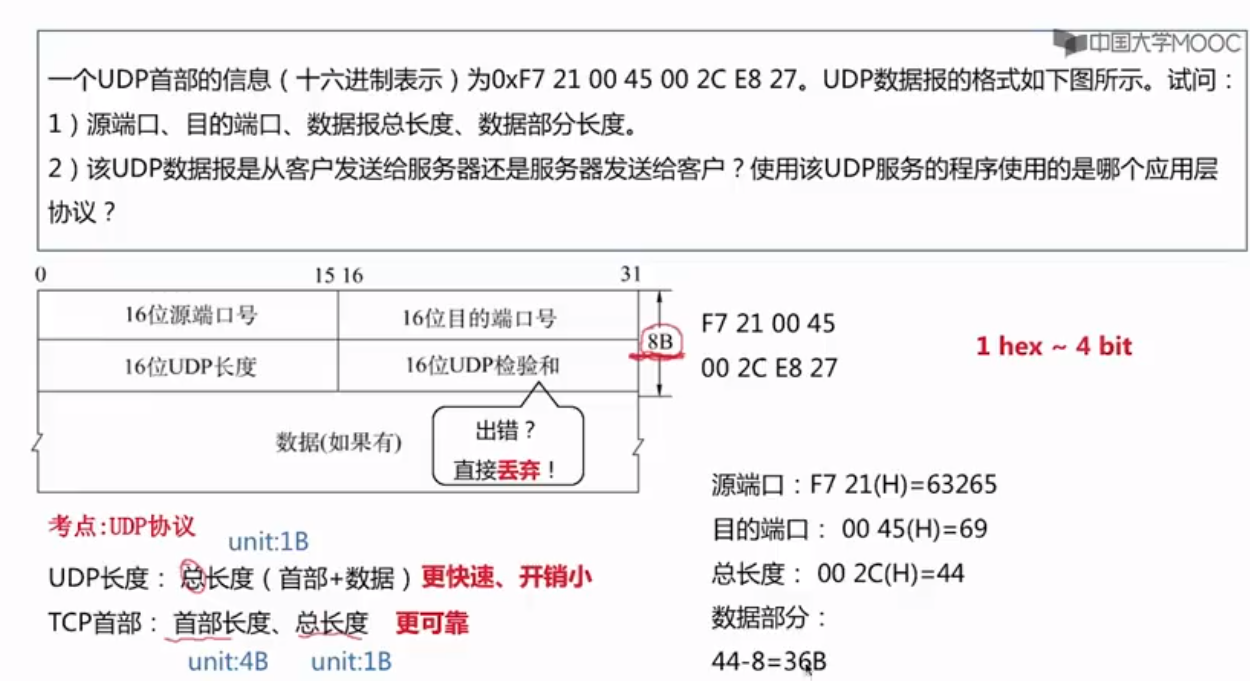 中国大学MOOC
一个UDP首部的信息（十六进制表示）为0xF7 21 00 45 00 2C E8 27。UDP数据报的格式如下图所示。试问：
1）源端口、目的端口、数据报总长度、数据部分长度。
2）该UDP数据报是从客户发送给服务器还是服务器发送给客户？使用该UDP服务的程序使用的是哪个应用层
协议？
0 15 16 31
16位源端口号 16位目的端口号
16位UDP长度 16位UDP检验和
8B
数据(如果有)
出错？
直接丢弃！
F7 21 00 45
00 2C E8 27
1 hex ~ 4 bit
考点:UDP协议
unit:1B
UDP长度：总长度（首部+数据）更快速、开销小
TCP首部：首部长度、总长度 更可靠
unit:4B unit:1B
源端口：F7 21(H)=63265
目的端口： 00 45(H)=69
总长度： 00 2C(H)=44
数据部分：
44-8=36B